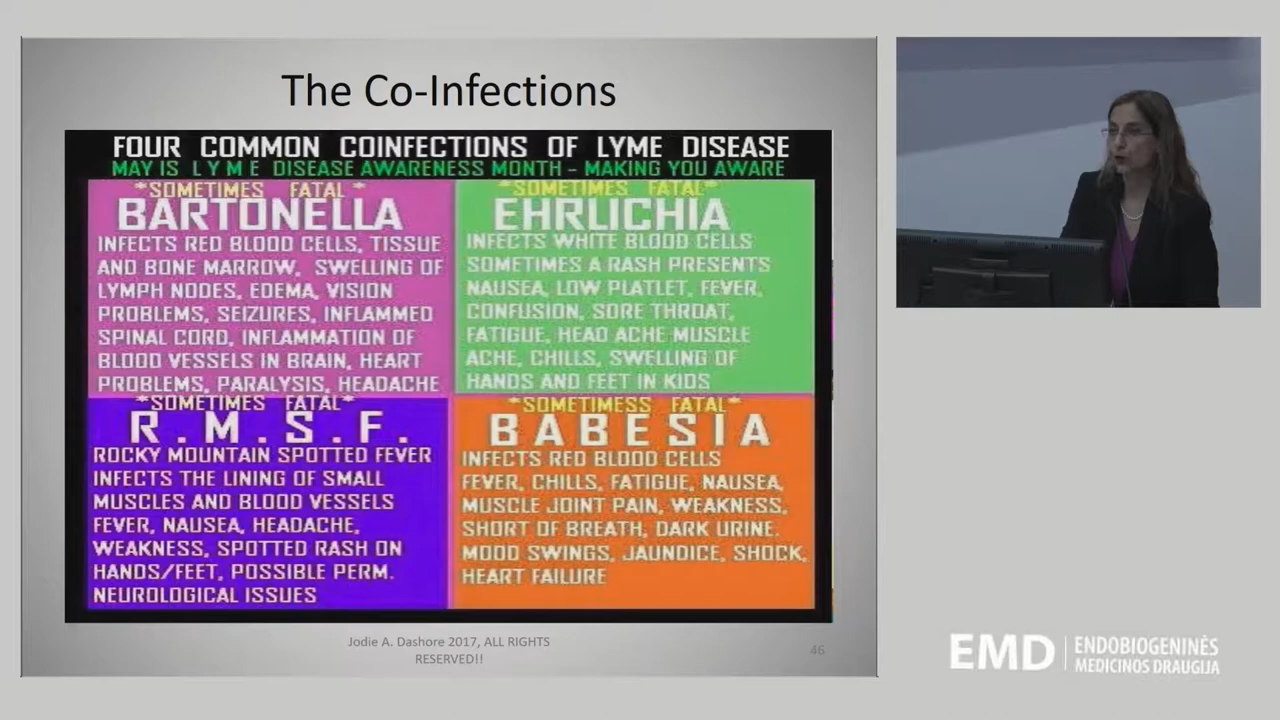 The Co-Infections
FOUR COMMON COINFECTIONS OF LYME DISEASE
MAY IS L Y M E DISEASE AWARENESS MONTH - MAKING YOU AWARE
*SOMETIMES FATAL*
BARTONELLA
INFECTS RED BLOOD CELLS, TISSUE
AND BONE MARROW, SWELLING OF
LYMPH NODES, EDEMA, VISION
PROBLEMS, SEIZURES, INFLAMMED
SPINAL CORD, INFLAMMATION OF
BLOOD VESSELS IN BRAIN, HEART
PROBLEMS, PARALYSIS, HEADACHE
*SOMETIMES FATAL*
EHRLICHIA
INFECTS WHITE BLOOD CELLS
SOMETIMES A RASH PRESENTS
NAUSEA, LOW PLATLET, FEVER,
CONFUSION, SORE THROAT,
FATIGUE, HEAD ACHE MUSCLE
ACHE, CHILLS, SWELLING OF
HANDS AND FEET IN KIDS
*SOMETIMES FATAL*
R.M.S.F.
ROCKY MOUNTAIN SPOTTED FEVER
INFECTS THE LINING OF SMALL
MUSCLES AND BLOOD VESSELS
FEVER, NAUSEA, HEADACHE,
WEAKNESS, SPOTTED RASH ON
HANDS/FEET, POSSIBLE PERM.
NEUROLOGICAL ISSUES
*SOMETIMESS FATAL*
BABESIA
INFECTS RED BLOOD CELLS
FEVER, CHILLS, FATIGUE, NAUSEA,
MUSCLE JOINT PAIN, WEAKNESS,
SHORT OF BREATH, DARK URINE.
MOOD SWINGS, JAUNDICE, SHOCK,
HEART FAILURE
Jodie A. Dashore 2017, ALL RIGHTS
RESERVED!!
46
EMD
ENDOBIOGENINĖS
MEDICINOS DRAUGIJA